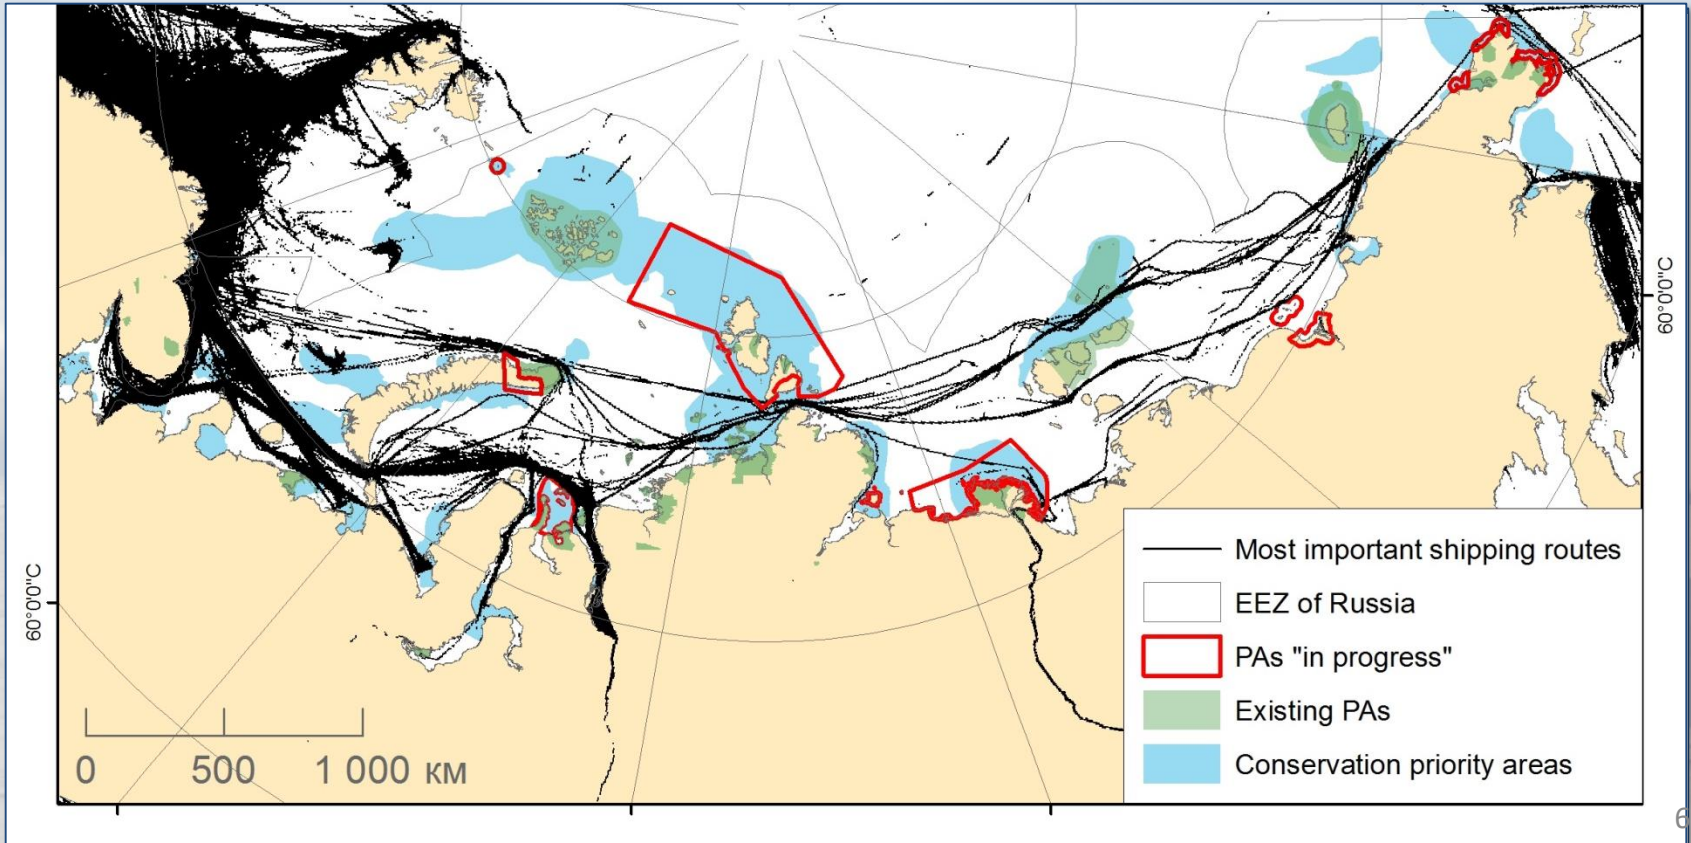 60°0'0"C
60°0'0"C
0 500 1 000 км
Most important shipping routes
EEZ of Russia
PAs "in progress"
Existing PAs
Conservation priority areas
6